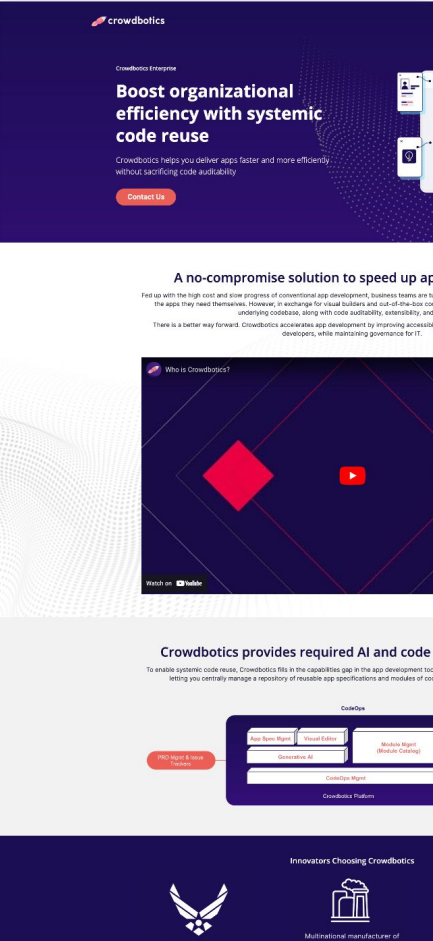 crowdbotics
Crowdbotics Enterprise
Boost organizational
efficiency with systemic
code reuse
Crowdbotics helps you deliver apps faster and more efficiently
without sacrificing code auditability
Contact Us
A no-compromise solution to speed up ap
Fed up with the high cost and slow progress of conventional app development, business teams are tu
the apps they need themselves. However, in exchange for visual builders and out-of-the-box co
underlying codebase, along with code auditability, extensibility, and
There is a better way forward. Crowdbotics accelerates app development by improving accessibi
developers, while maintaining governance for IT.
Who is Crowdbotics?
Watch on YouTube
Crowdbotics provides required AI and code
To enable systemic code reuse, Crowdbotics fills in the capabilities gap in the app development too
letting you centrally manage a repository of reusable app specifications and modules of co
CodeOps
App Spec Mgmt
Visual Editor
Module Mgmt
(Module Catalog)
PRD Mgmt & Issue
Trackers
Generative AI
CodeOps Mgmt
Crowdbotics Platform
Innovators Choosing Crowdbotics
Multinational manufacturer of